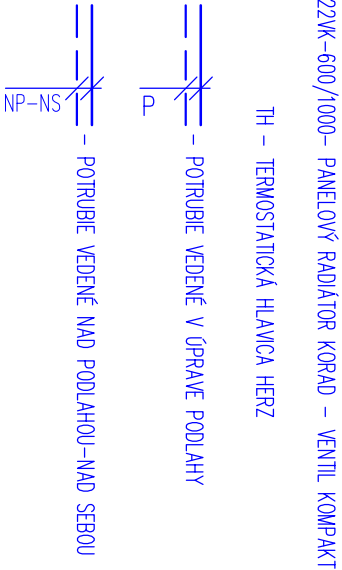 22VK-600/1000- PANELOVÝ RADIÁTOR KORAD - VENTIL KOMPAKT
TH - TERMOSTATICKÁ HLAVICA HERZ
P - POTRUBIE VEDENÉ V ÚPRAVE PODLAHY
NP-NS - POTRUBIE VEDENÉ NAD PODLAHOU-NAD SEBOU